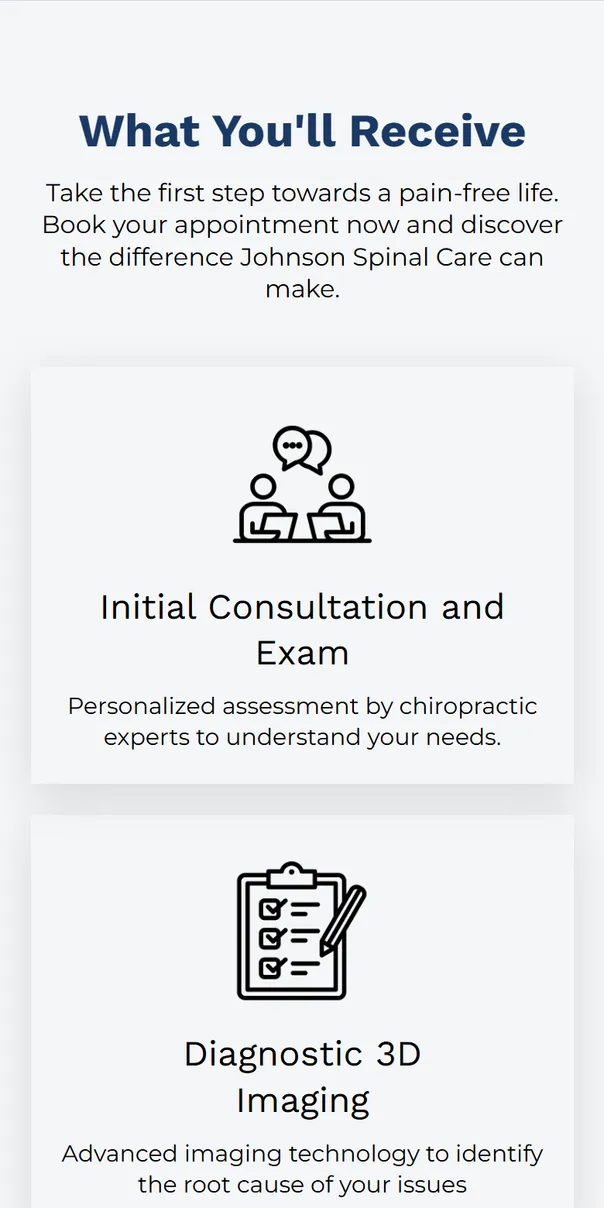 What You'll Receive
Take the first step towards a pain-free life.
Book your appointment now and discover
the difference Johnson Spinal Care can
make.
Initial Consultation and
Exam
Personalized assessment by chiropractic
experts to understand your needs.
Diagnostic 3D
Imaging
Advanced imaging technology to identify
the root cause of your issues